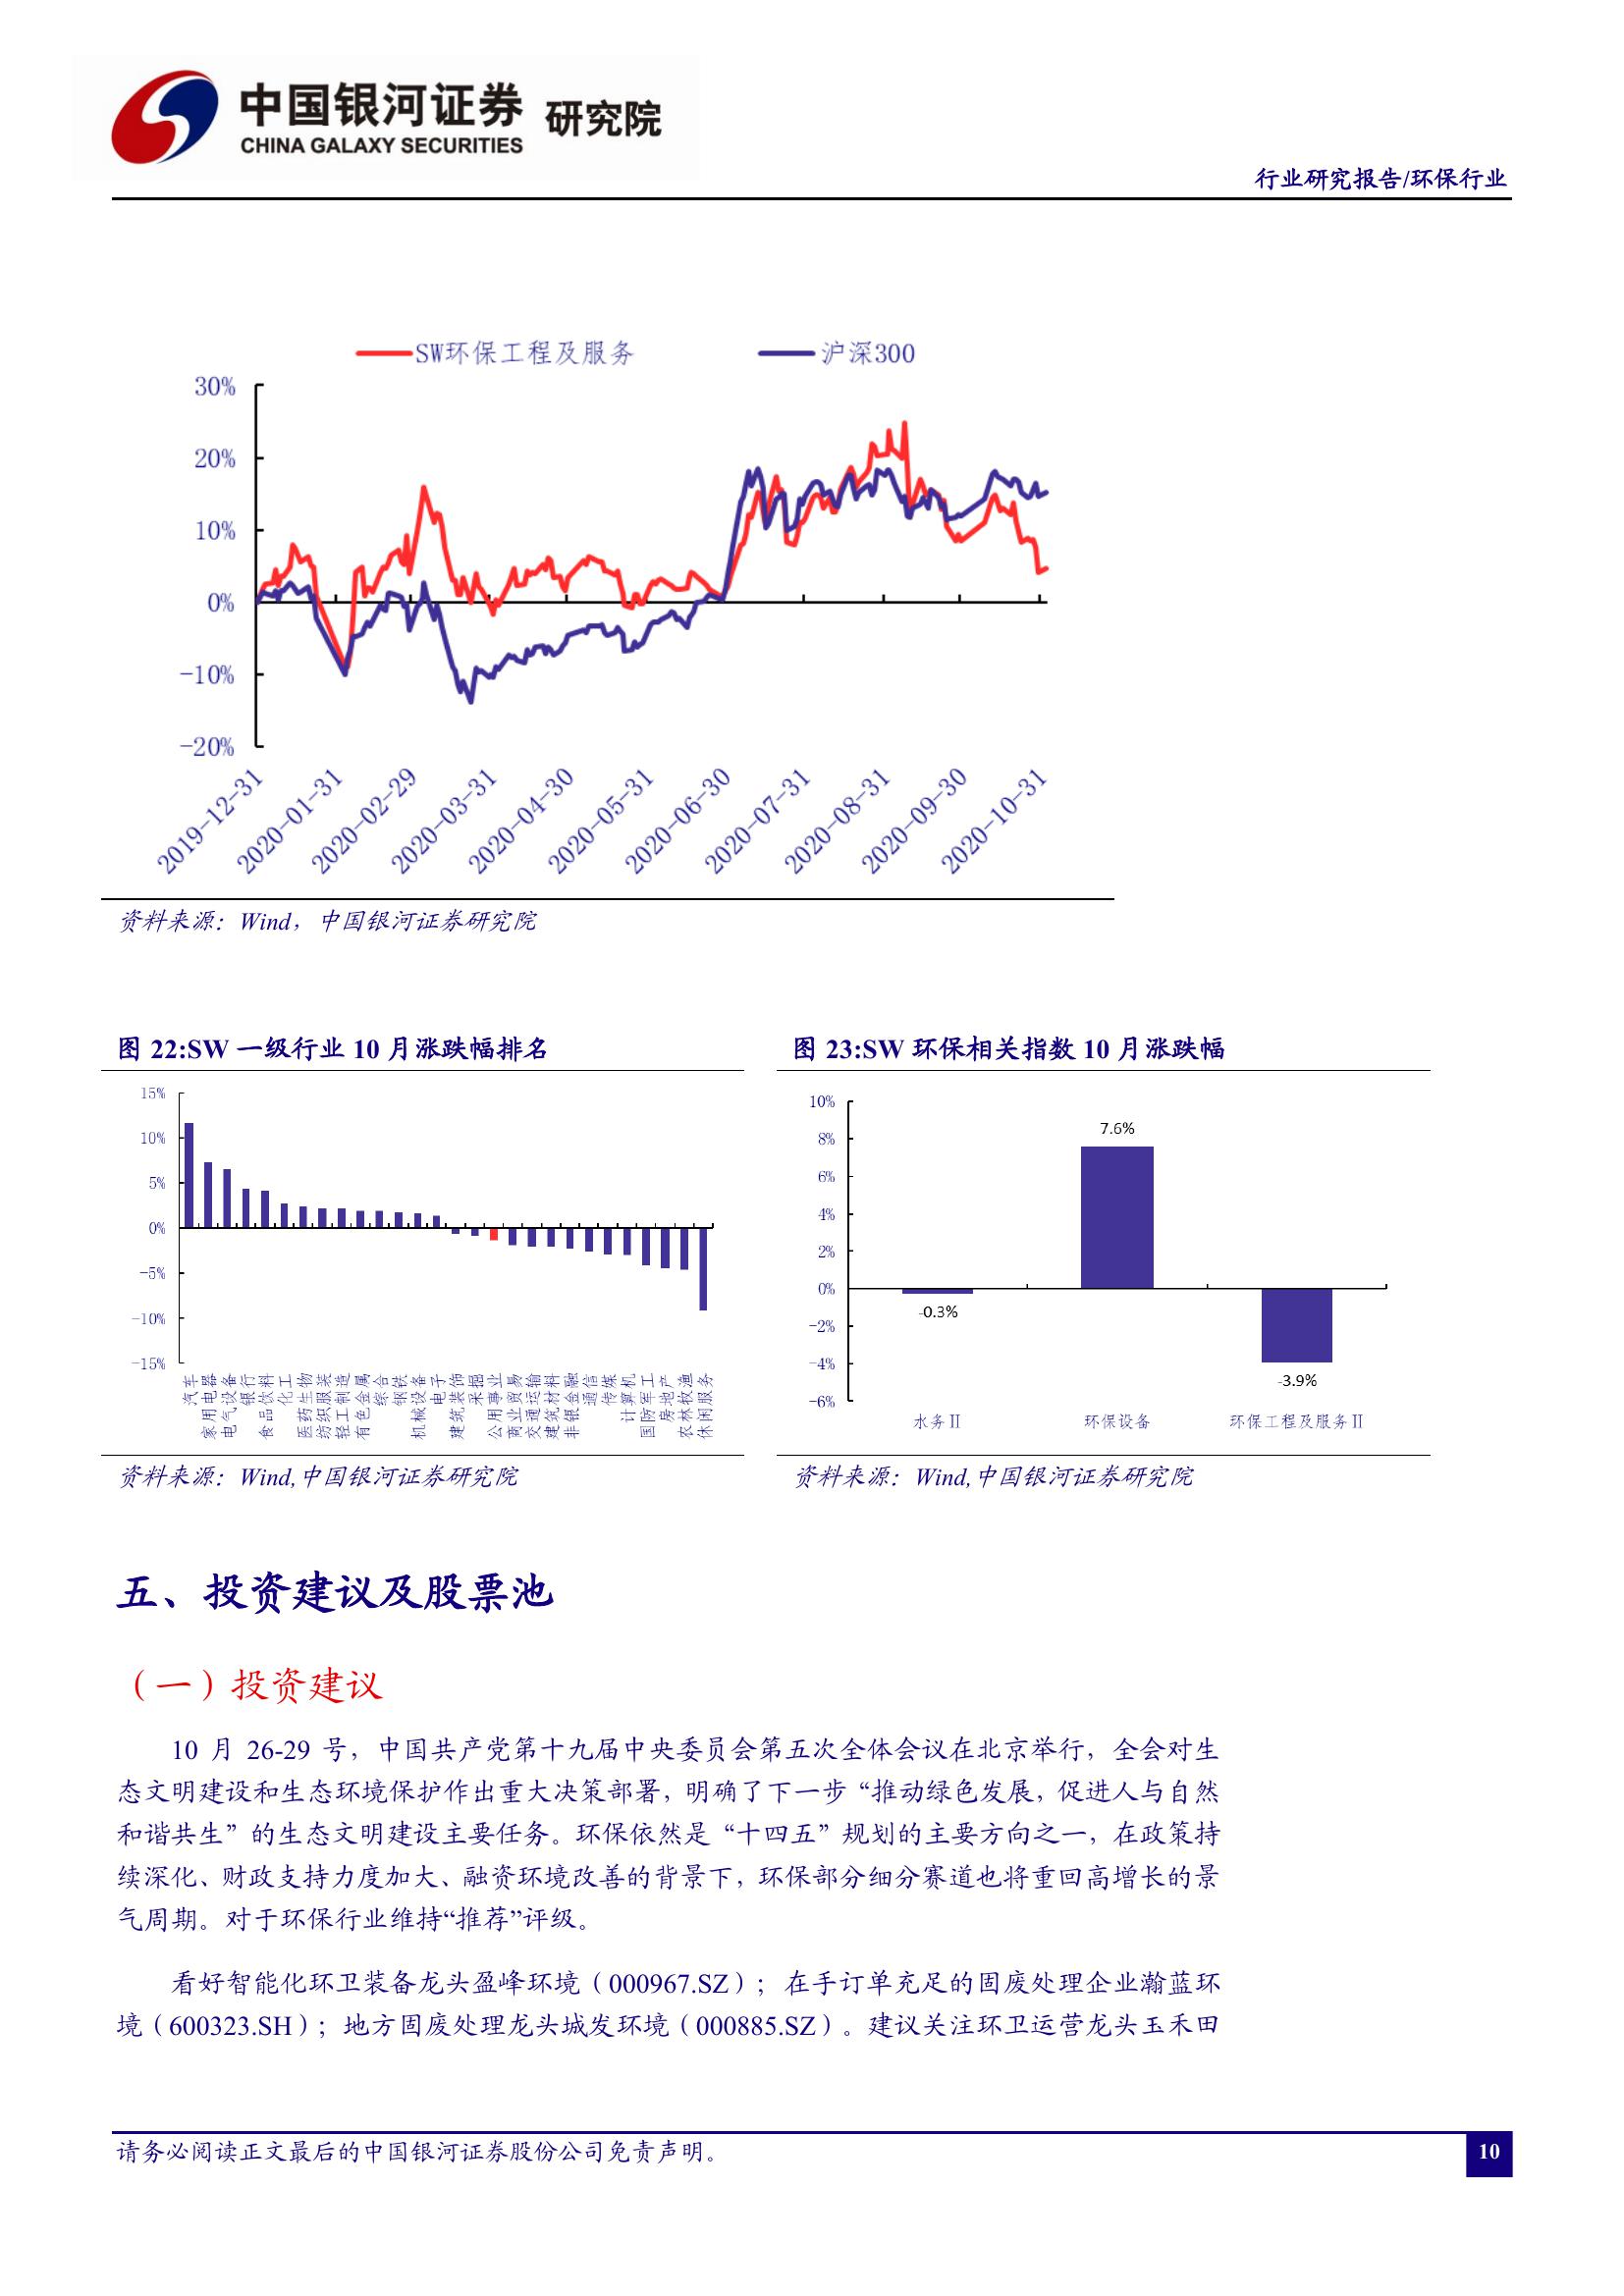 中国银河证券 研究院
CHINA GALAXY SECURITIES
行业研究报告/环保行业
SW环保工程及服务 沪深300
30%
20%
10%
0%
-10%
-20%
2019-12-31 2020-01-31 2020-02-29 2020-03-31 2020-04-30 2020-05-31 2020-06-30 2020-07-31 2020-08-31 2020-09-30 2020-10-31
资料来源：Wind，中国银河证券研究院
图 22:SW 一级行业 10 月涨跌幅排名
15%
10%
5%
0%
-5%
-10%
-15%
汽车 家用电器 电气设备 银行 食品饮料 化工 医药生物 纺织服装 轻工制造 有色金属 综合 钢铁 机械设备 电子 建筑装饰 采掘 公用事业 商业贸易 交通运输 建筑材料 非银金融 通信 传媒 计算机 国防军工 房地产 农林牧渔 休闲服务
资料来源：Wind,中国银河证券研究院
图 23:SW 环保相关指数 10 月涨跌幅
10%
8%
6%
4%
2%
0%
-2%
-4%
-6%
7.6%
-0.3%
-3.9%
水务Ⅱ 环保设备 环保工程及服务Ⅱ
资料来源：Wind,中国银河证券研究院
五、投资建议及股票池
（一）投资建议
10 月 26-29 号，中国共产党第十九届中央委员会第五次全体会议在北京举行，全会对生
态文明建设和生态环境保护作出重大决策部署，明确了下一步“推动绿色发展，促进人与自然
和谐共生”的生态文明建设主要任务。环保依然是“十四五”规划的主要方向之一，在政策持
续深化、财政支持力度加大、融资环境改善的背景下，环保部分细分赛道也将重回高增长的景
气周期。对于环保行业维持“推荐”评级。
看好智能化环卫装备龙头盈峰环境（000967.SZ）；在手订单充足的固废处理企业瀚蓝环
境（600323.SH）；地方固废处理龙头城发环境（000885.SZ）。建议关注环卫运营龙头玉禾田
请务必阅读正文最后的中国银河证券股份公司免责声明。
10